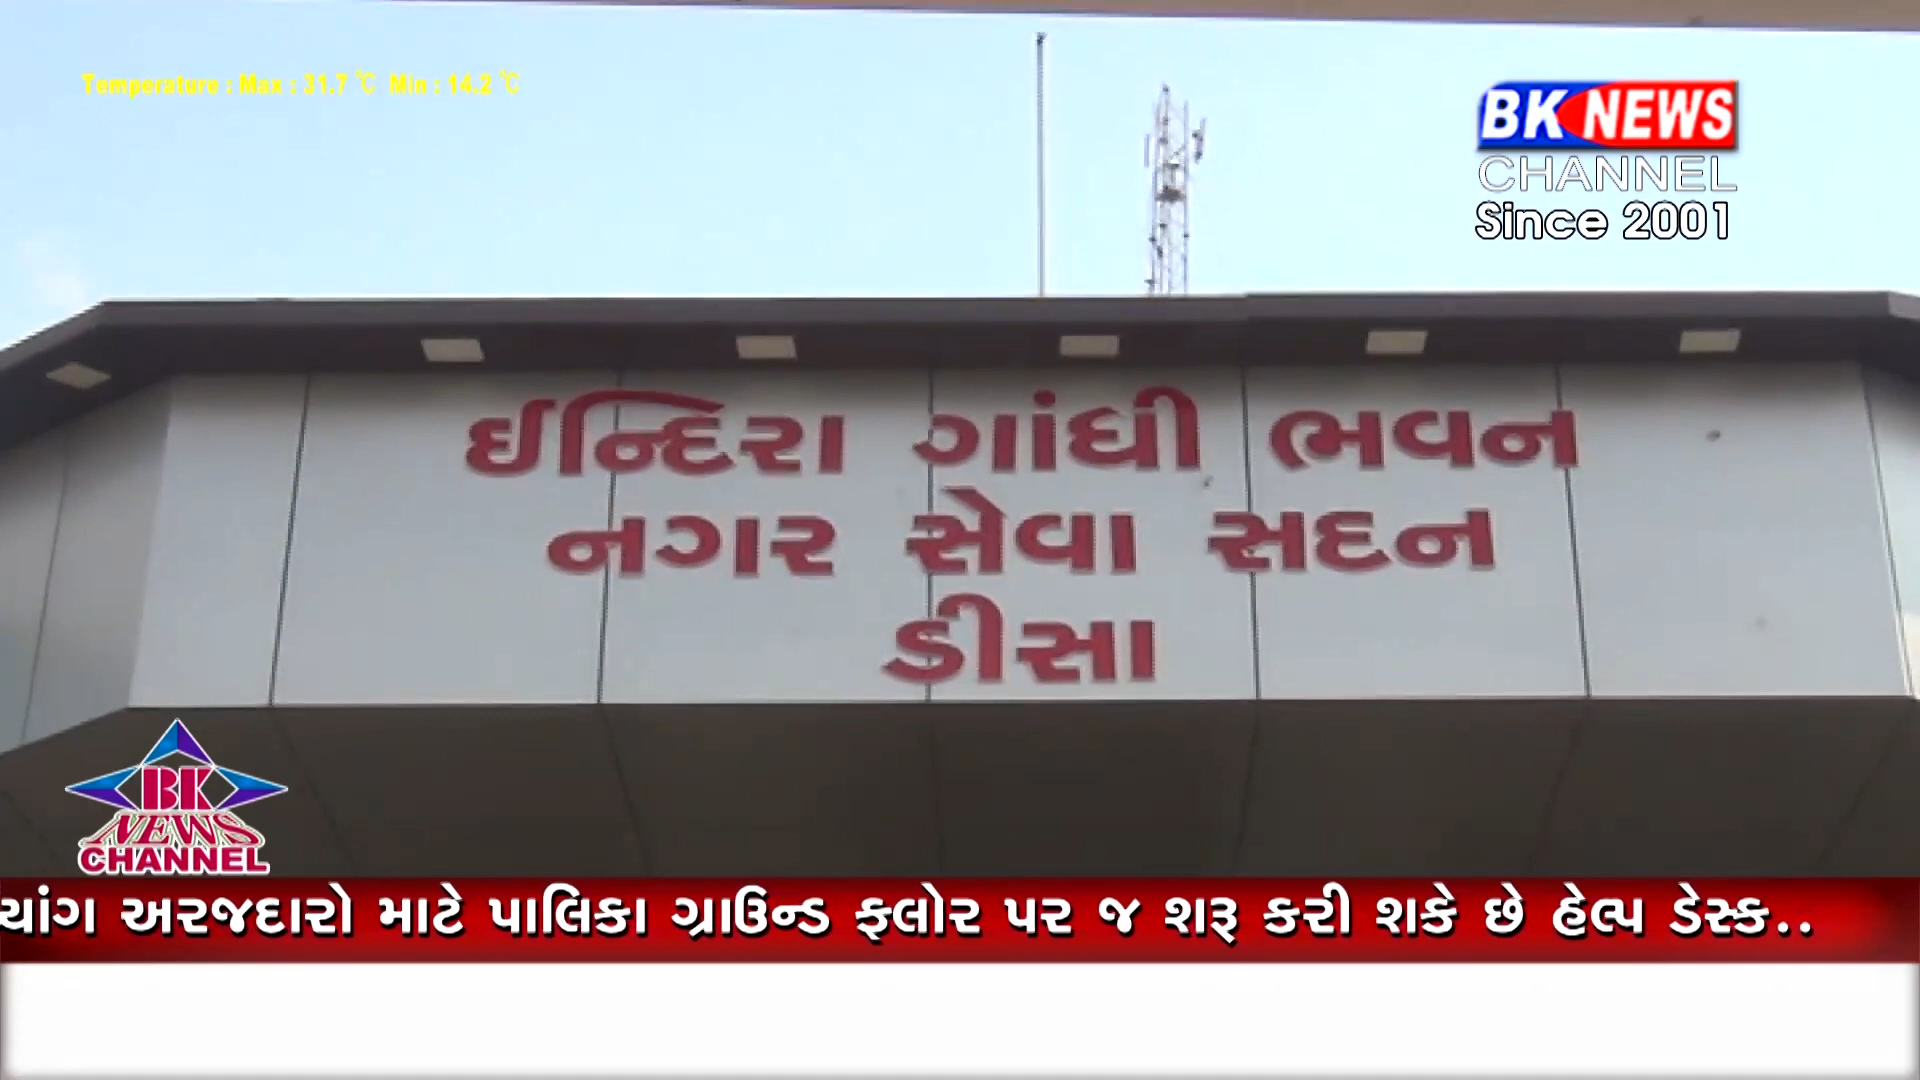 Temperature : Max : 31.7 °C Min : 14.2 °C
BK NEWS
CHANNEL
Since 2001
ઈન્દિરા ગાંધી ભવન
નગર સેવા સદન
ડીસા
BK
NEWS
CHANNEL
ચાંગ અરજદારો માટે પાલિકા ગ્રાઉન્ડ ફ્લોર પર જ શરૂ કરી શકે છે હેલ્પ ડેસ્ક..